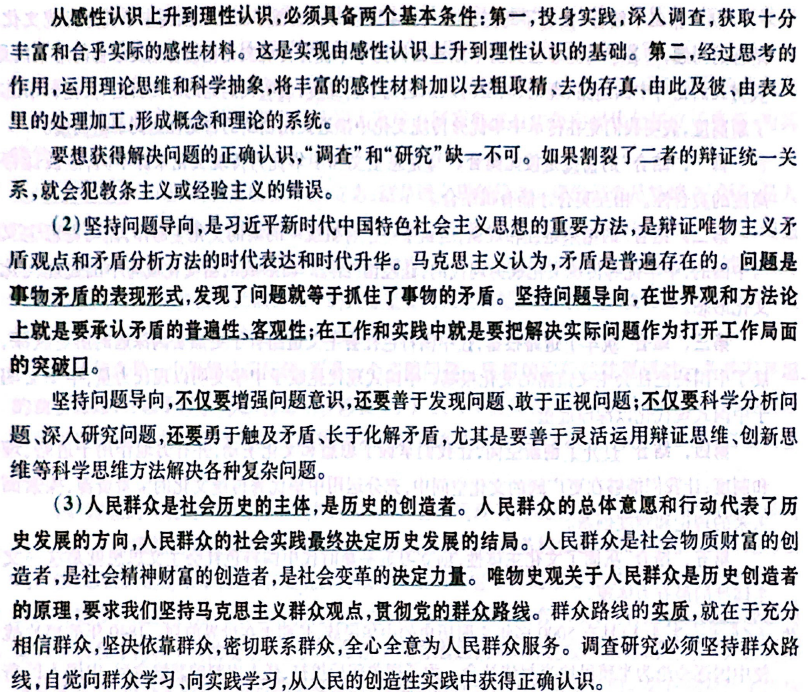 从感性认识上升到理性认识,必须具备两个基本条件:第一,投身实践,深入调查,获取十分
丰富和合乎实际的感性材料。这是实现由感性认识上升到理性认识的基础。第二,经过思考的
作用,运用理论思维和科学抽象,将丰富的感性材料加以去粗取精、去伪存真、由此及彼、由表及
里的处理加工,形成概念和理论的系统。
要想获得解决问题的正确认识,“调查”和“研究”缺一不可。如果割裂了二者的辩证统一关
系,就会犯教条主义或经验主义的错误。
(2)坚持问题导向,是习近平新时代中国特色社会主义思想的重要方法,是辩证唯物主义矛
盾观点和矛盾分析方法的时代表达和时代升华。马克思主义认为,矛盾是普遍存在的。问题是
事物矛盾的表现形式,发现了问题就等于抓住了事物的矛盾。坚持问题导向,在世界观和方法论
上就是要承认矛盾的普遍性、客观性;在工作和实践中就是要把解决实际问题作为打开工作局面
的突破口。
坚持问题导向,不仅要增强问题意识,还要善于发现问题、敢于正视问题;不仅要科学分析问
题、深人研究问题,还要勇于触及矛盾、长于化解矛盾,尤其是要善于灵活运用辩证思维、创新思
维等科学思维方法解决各种复杂问题。
(3)人民群众是社会历史的主体,是历史的创造者。人民群众的总体意愿和行动代表了历
史发展的方向,人民群众的社会实践最终决定历史发展的结局。人民群众是社会物质财富的创
造者,是社会精神财富的创造者,是社会变革的决定力量。唯物史观关于人民群众是历史创造者
的原理,要求我们坚持马克思主义群众观点,贯彻党的群众路线。群众路线的实质,就在于充分
相信群众,坚决依靠群众,密切联系群众,全心全意为人民群众服务。调查研究必须坚持群众路
线,自觉向群众学习、向实践学习,从人民的创造性实践中获得正确认识。